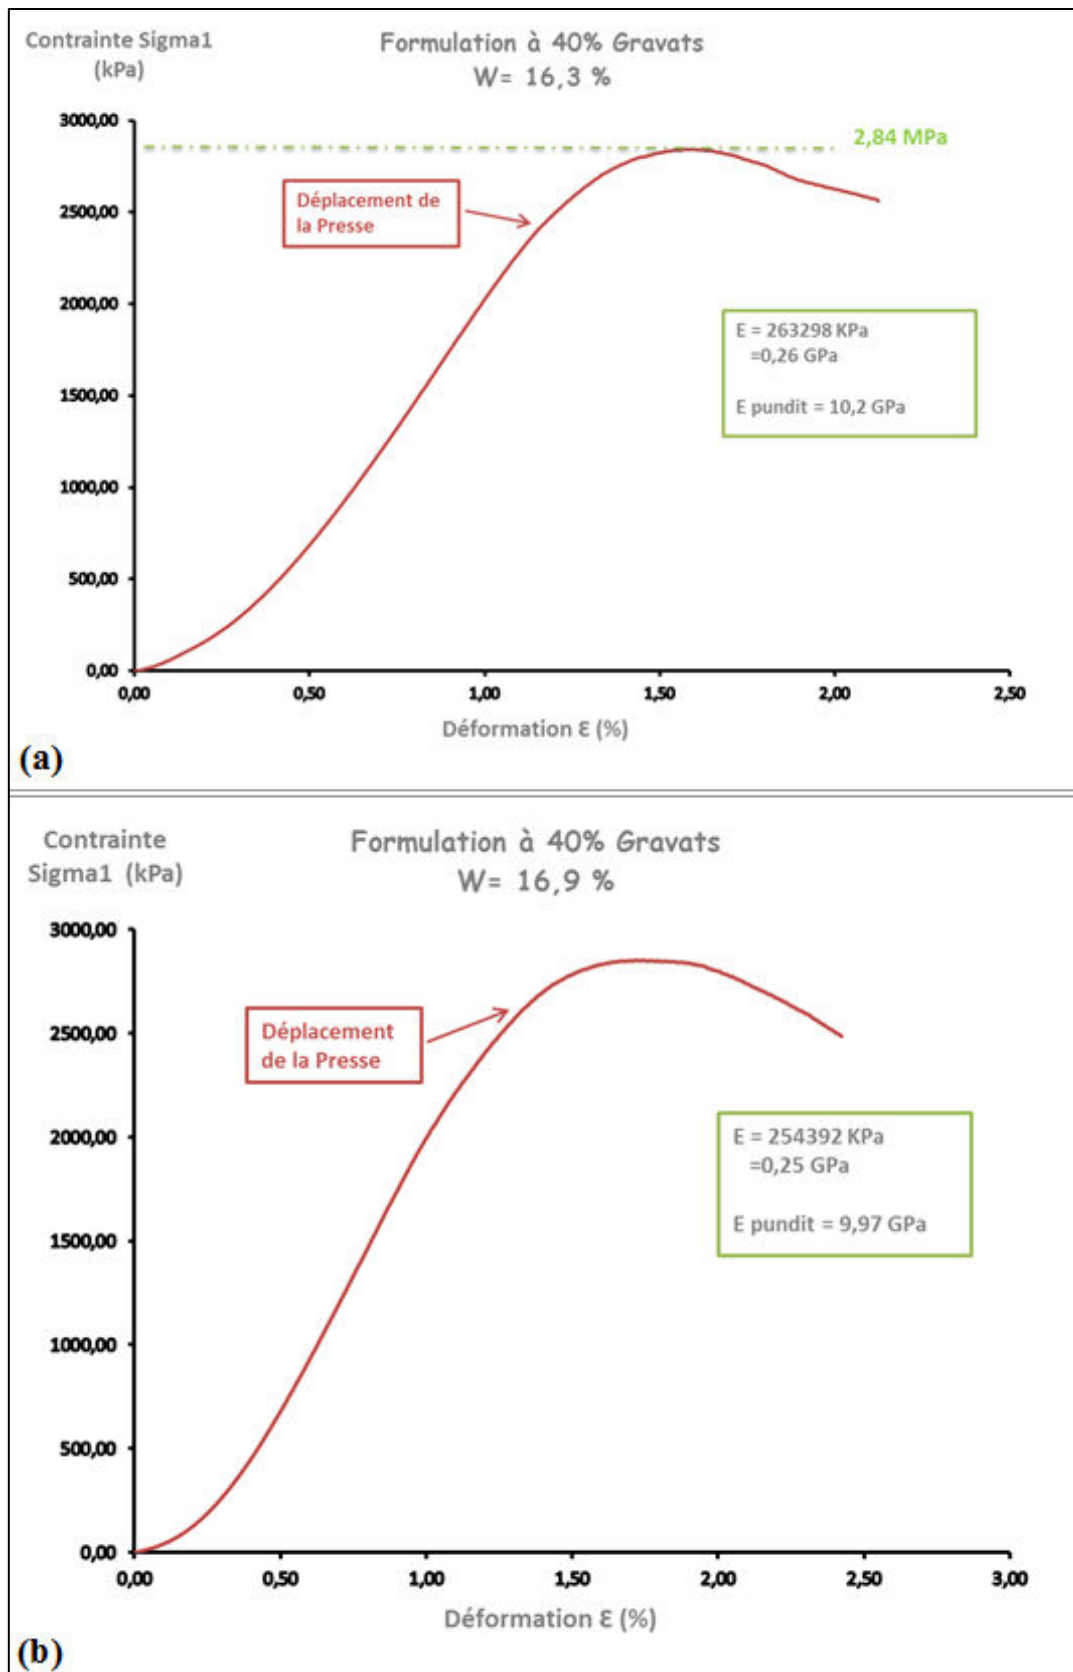 Contrainte Sigma1
(kPa)
Formulation à 40% Gravats
W= 16,3 %
3000,00
2,84 MPa
Déplacement de
la Presse
2500,00
2000,00
E = 263298 KPa
=0,26 GPa
E pundit = 10,2 GPa
1500,00
1000,00
500,00
0,00
0,00
0,50
1,00
1,50
2,00
2,50
Déformation Ɛ (%)
(a)
Contrainte
Sigma1 (kPa)
Formulation à 40% Gravats
W= 16,9 %
3000,00
2500,00
Déplacement
de la Presse
2000,00
E = 254392 KPa
=0,25 GPa
E pundit = 9,97 GPa
1500,00
1000,00
500,00
0,00
0,00
0,50
1,00
1,50
2,00
2,50
3,00
Déformation Ɛ (%)
(b)